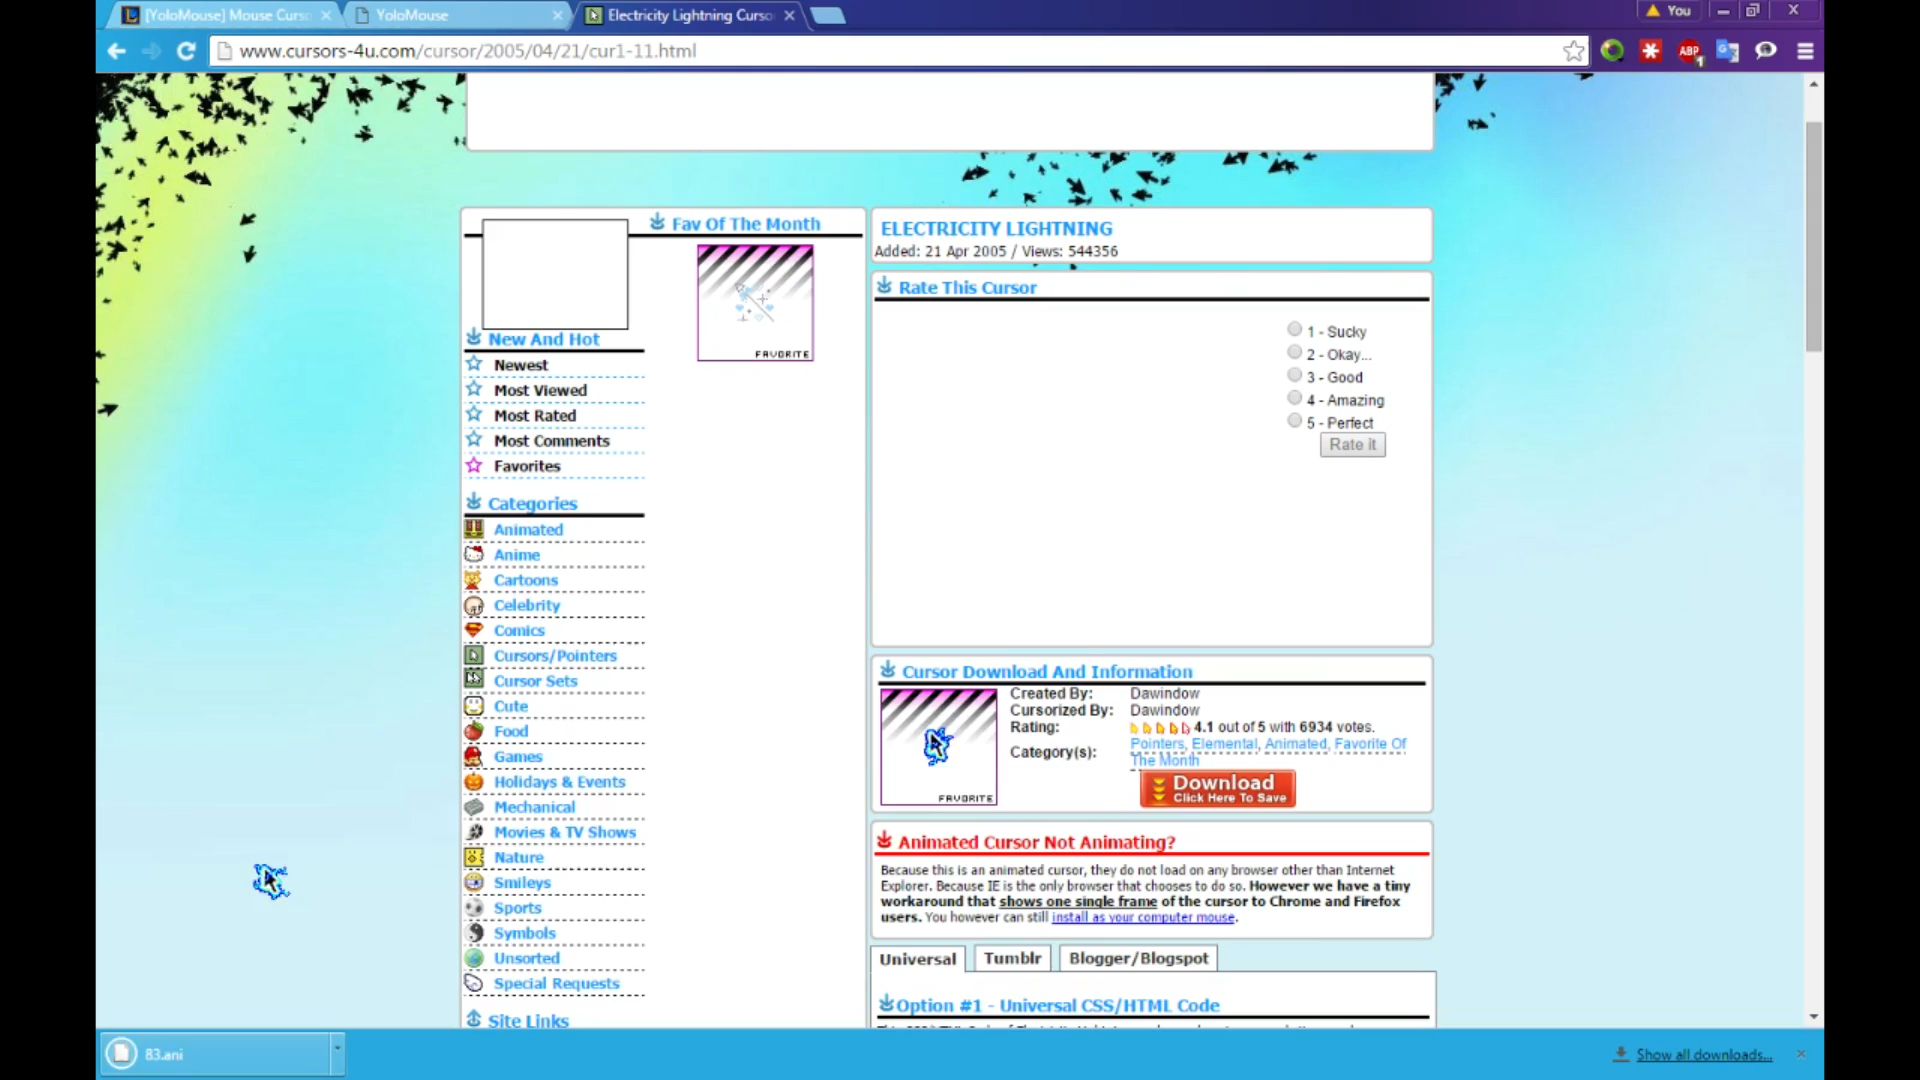 [YoloMouse] Mouse Curso
YoloMouse
Electricity Lightning Curso
You
www.cursors-4u.com/cursor/2005/04/21/cur1-11.html
ABP
1
Fav Of The Month
FAVORITE
New And Hot
Newest
Most Viewed
Most Rated
Most Comments
Favorites
Categories
Animated
Anime
Cartoons
Celebrity
Comics
Cursors/Pointers
Cursor Sets
Cute
Food
Games
Holidays & Events
Mechanical
Movies & TV Shows
Nature
Smileys
Sports
Symbols
Unsorted
Special Requests
Site Links
ELECTRICITY LIGHTNING
Added: 21 Apr 2005 / Views: 544356
Rate This Cursor
1 - Sucky
2 - Okay...
3 - Good
4 - Amazing
5 - Perfect
Rate it
Cursor Download And Information
FAVORITE
Created By: Dawindow
Cursorized By: Dawindow
Rating: 4.1 out of 5 with 6934 votes.
Category(s): Pointers, Elemental, Animated, Favorite Of
The Month
Download
Click Here To Save
Animated Cursor Not Animating?
Because this is an animated cursor, they do not load on any browser other than Internet
Explorer. Because IE is the only browser that chooses to do so. However we have a tiny
workaround that shows one single frame of the cursor to Chrome and Firefox
users. You however can still install as your computer mouse.
Universal
Tumblr
Blogger/Blogspot
Option #1 - Universal CSS/HTML Code
83.ani
Show all downloads...